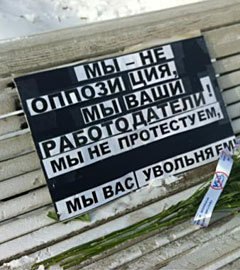 МЫ – НЕ
ОППОЗИЦИЯ,
МЫ ВАШИ
РАБОТОДАТЕЛИ!
МЫ НЕ ПРОТЕСТУЕМ,
МЫ ВАС УВОЛЬНЯЕМ!